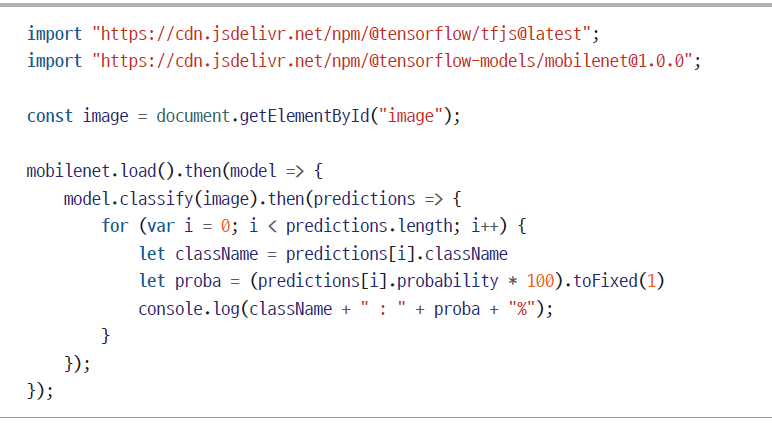 import "https://cdn.jsdelivr.net/npm/@tensorflow/tfjs@latest";
import "https://cdn.jsdelivr.net/npm/@tensorflow-models/mobilenet@1.0.0";

const image = document.getElementById("image");

mobilenet.load().then(model => {
    model.classify(image).then(predictions => {
        for (var i = 0; i < predictions.length; i++) {
            let className = predictions[i].className
            let proba = (predictions[i].probability * 100).toFixed(1)
            console.log(className + " : " + proba + "%");
        }
    });
});